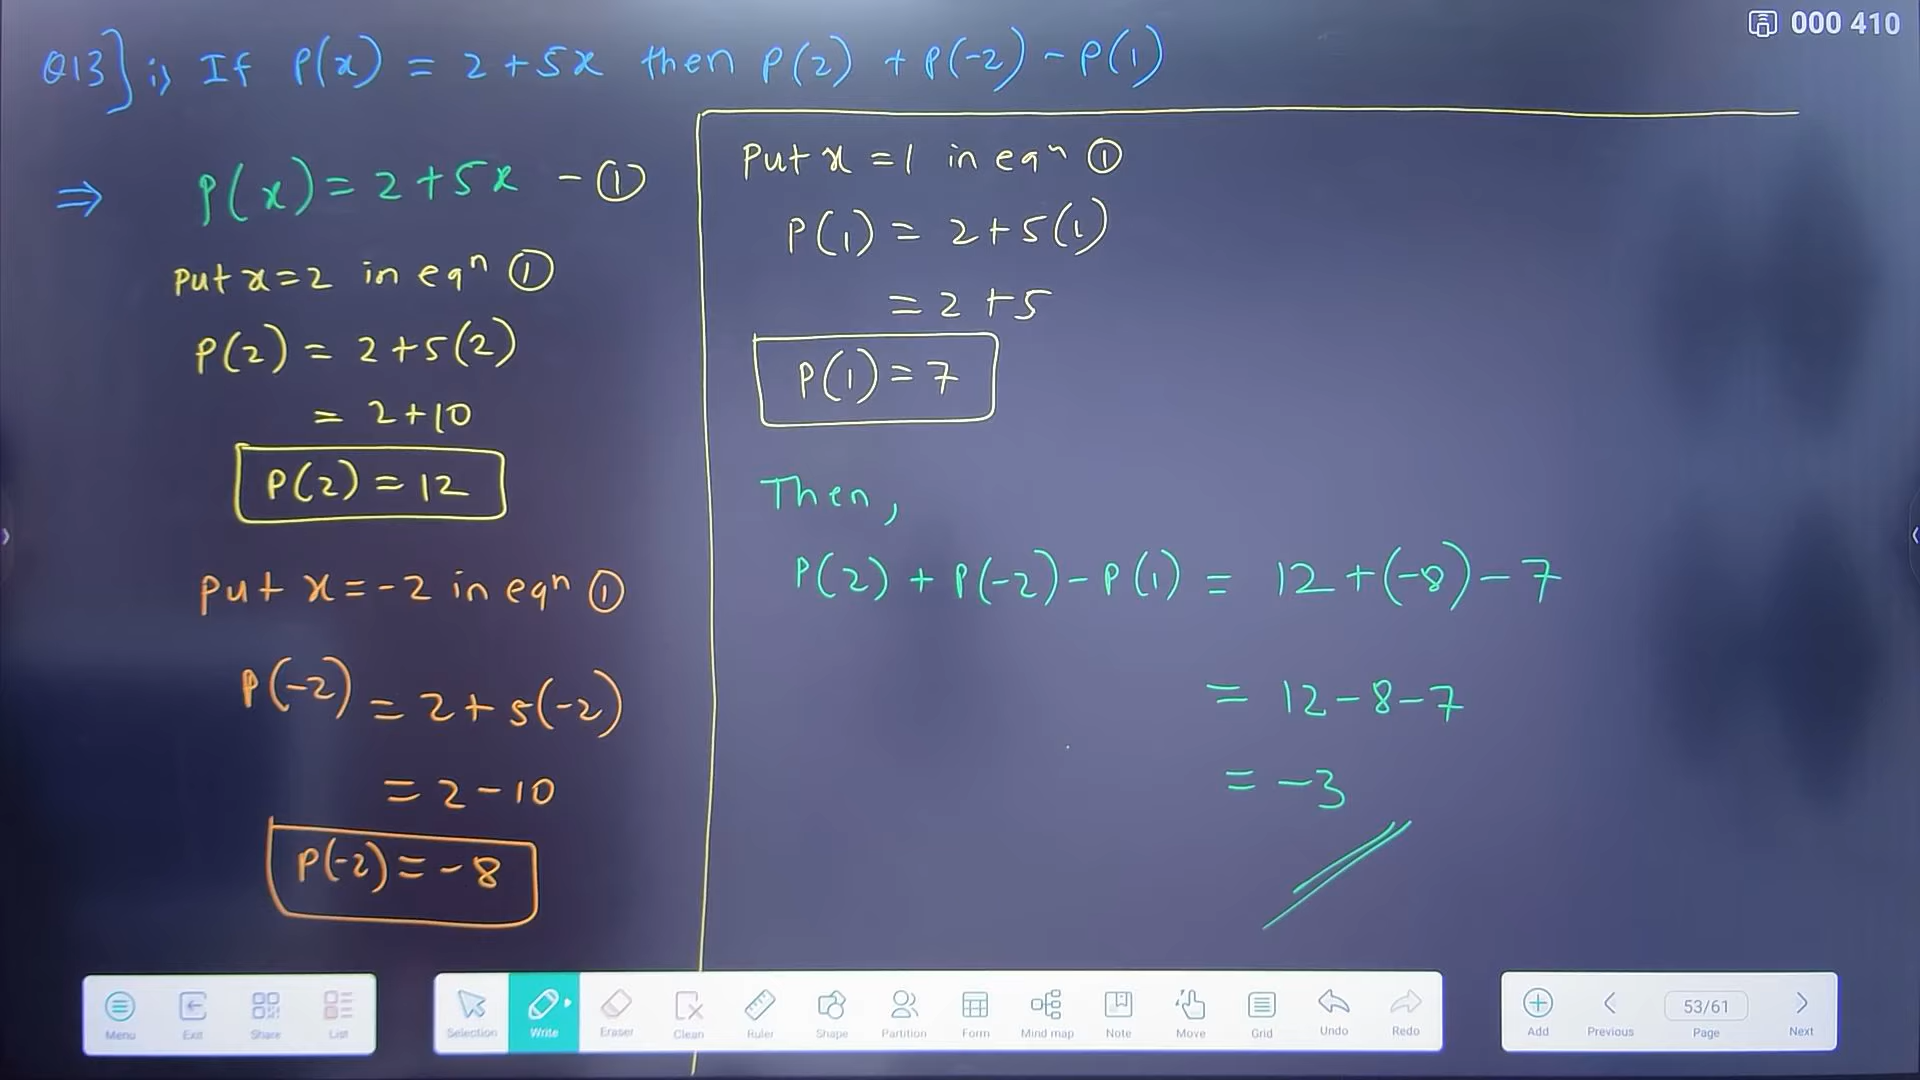 000 410
Q13] i) If P(x) = 2+5x then P(2) + P(-2) - P(1)
⇒ P(x) = 2+5x - ①
Put x=2 in eqⁿ ①
P(2) = 2+5(2)
= 2+10
P(2) = 12
Put x=-2 in eqⁿ ①
P(-2) = 2+5(-2)
= 2-10
P(-2) = -8
Put x=1 in eqⁿ ①
P(1) = 2+5(1)
= 2+5
P(1) = 7
Then,
P(2) + P(-2) - P(1) = 12+(-8)-7
= 12-8-7
= -3
Menu Exit Share List
Selection Write Eraser Clean Ruler Shape Partition Form Mind map Note Move Grid Undo Redo
53/61
Add Previous Page Next